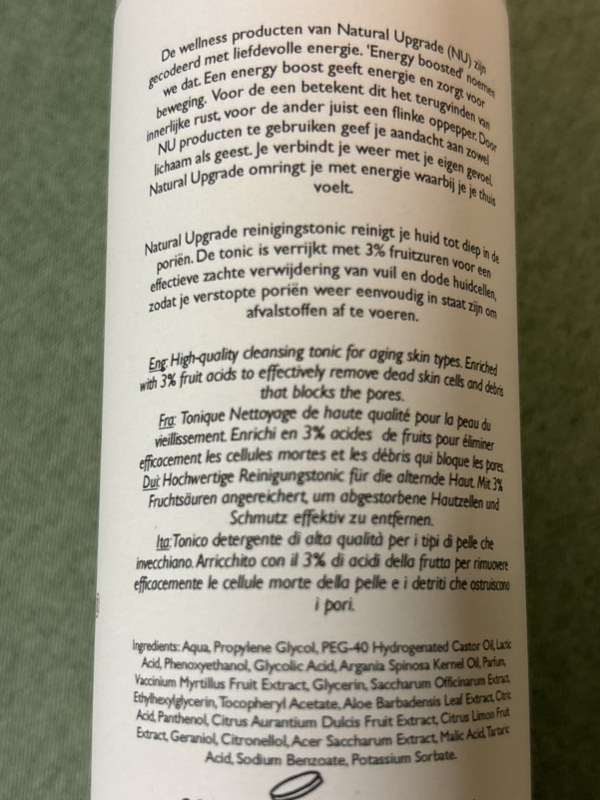 De wellness producten van Natural Upgrade (NU) zijn
gecodeerd met liefdevolle energie. 'Energy boosted' noemen
we dat. Een energy boost geeft energie en zorgt voor
beweging. Voor de een betekent dit het terugvinden van
innerlijke rust, voor de ander juist een flinke oppepper. Door
NU producten te gebruiken geef je aandacht aan zowel
lichaam als geest. Je verbindt je weer met je eigen gevoel.
Natural Upgrade omringt je met energie waarbij je je thuis
voelt.
Natural Upgrade reinigingstonic reinigt je huid tot diep in de
poriën. De tonic is verrijkt met 3% fruitzuren voor een
effectieve zachte verwijdering van vuil en dode huidcellen,
zodat je verstopte poriën weer eenvoudig in staat zijn om
afvalstoffen af te voeren.
Eng: High-quality cleansing tonic for aging skin types. Enriched
with 3% fruit acids to effectively remove dead skin cells and debris
that blocks the pores.
Fra: Tonique Nettoyage de haute qualité pour la peau du
vieillissement. Enrichi en 3% acides de fruits pour éliminer
efficacement les cellules mortes et les débris qui bloque les pores.
Dui: Hochwertige Reinigungstonic für die alternde Haut. Mit 3%
Fruchtsäuren angereichert, um abgestorbene Hautzellen und
Schmutz effektiv zu entfernen.
Ita: Tonico detergente di alta qualità per i tipi di pelle che
invecchiano. Arricchito con il 3% di acidi della frutta per rimuovere
efficacemente le cellule morte della pelle e i detriti che ostruiscono
i pori.
Ingredients: Aqua, Propylene Glycol, PEG-40 Hydrogenated Castor Oil, Lactic
Acid, Phenoxyethanol, Glycolic Acid, Argania Spinosa Kernel Oil, Parfum,
Vaccinium Myrtillus Fruit Extract, Glycerin, Saccharum Officinarum Extract,
Ethylhexylglycerin, Tocopheryl Acetate, Aloe Barbadensis Leaf Extract, Citric
Acid, Panthenol, Citrus Aurantium Dulcis Fruit Extract, Citrus Limon Fruit
Extract, Geraniol, Citronellol, Acer Saccharum Extract, Malic Acid, Tartaric
Acid, Sodium Benzoate, Potassium Sorbate.